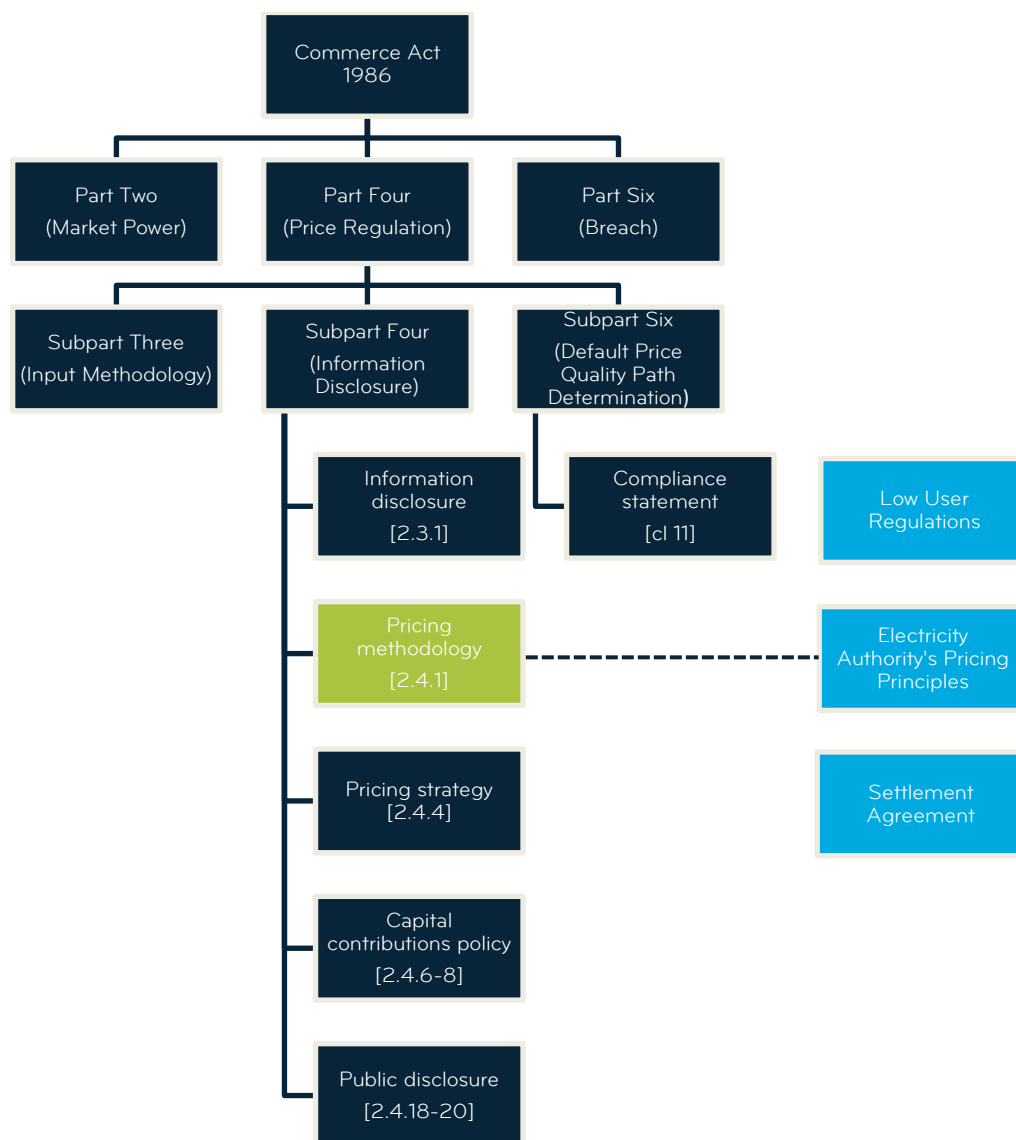 Commerce Act
1986
Part Two
(Market Power)
Part Four
(Price Regulation)
Part Six
(Breach)
Subpart Three
(Input Methodology)
Subpart Four
(Information
Disclosure)
Subpart Six
(Default Price
Quality Path
Determination)
Information
disclosure
[2.3.1]
Compliance
statement
[cl 11]
Low User
Regulations
Pricing
methodology
[2.4.1]
Electricity
Authority's Pricing
Principles
Pricing strategy
[2.4.4]
Settlement
Agreement
Capital
contributions policy
[2.4.6-8]
Public disclosure
[2.4.18-20]